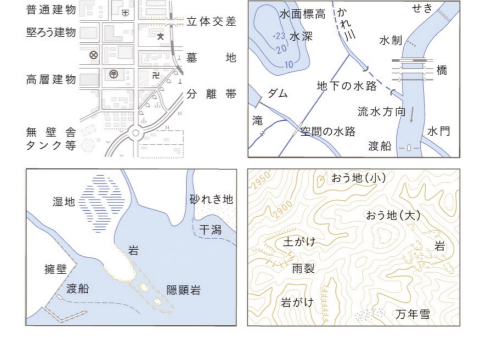 普通建物
堅ろう建物
高層建物
無壁舎
タンク等
立体交差
墓地
分離帯
文
卍
水面標高
かれ川
せき
-23
水深
20
10
水制
橋
地下の水路
ダム
滝
流水方向
空間の水路
水門
渡船
湿地
砂れき地
干潟
岩
擁壁
渡船
隠顕岩
2950
おう地(小)
2900
おう地(大)
土がけ
岩
雨裂
岩がけ
万年雪